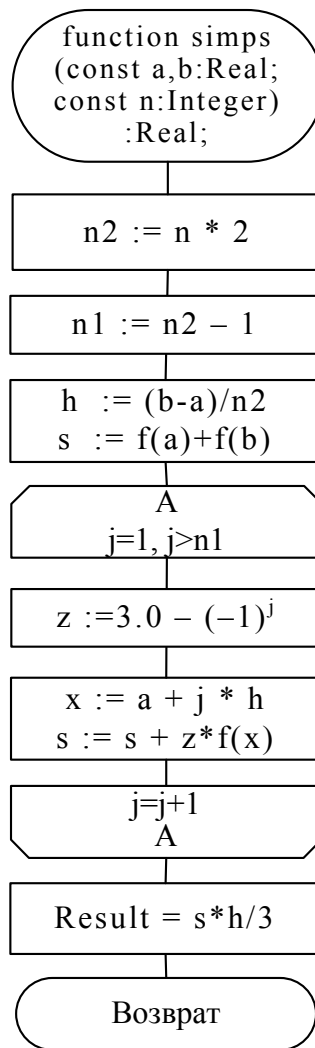 function simps
(const a,b:Real;
const n:Integer)
:Real;
n2 := n * 2
n1 := n2 – 1
h := (b-a)/n2
s := f(a)+f(b)
A
j=1, j>n1
z :=3.0 – (–1)^j
x := a + j * h
s := s + z*f(x)
j=j+1
A
Result = s*h/3
Возврат